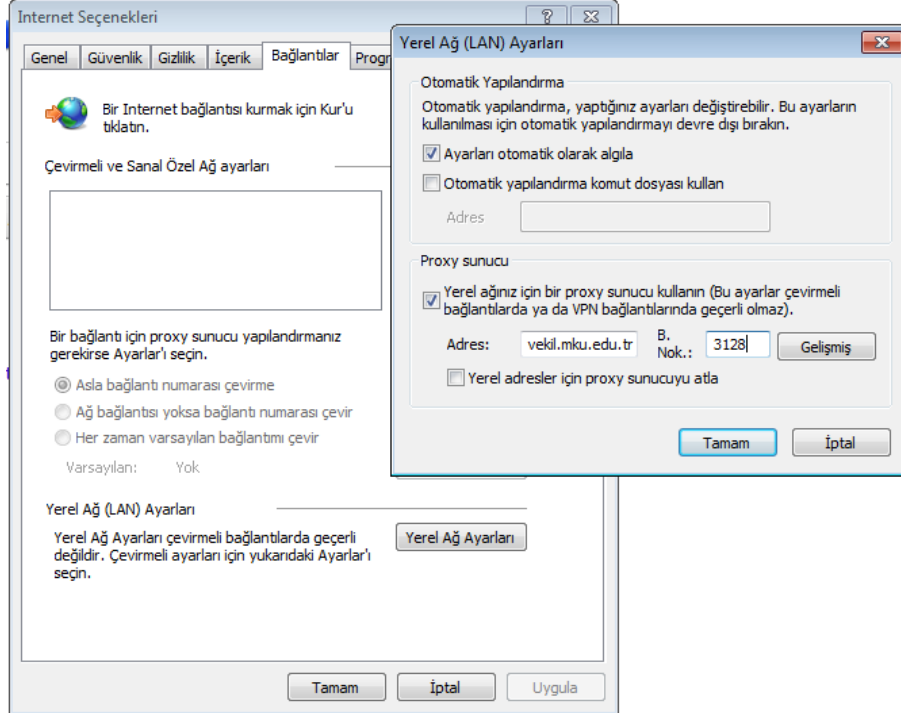 Internet Seçenekleri
Genel Güvenlik Gizlilik İçerik Bağlantılar Progr
Bir Internet bağlantısı kurmak için Kur'u
tıklatın.
Çevirmeli ve Sanal Özel Ağ ayarları
Bir bağlantı için proxy sunucu yapılandırmanız
gerekirse Ayarlar'ı seçin.
Asla bağlantı numarası çevirme
Ağ bağlantısı yoksa bağlantı numarası çevir
Her zaman varsayılan bağlantımı çevir
Varsayılan: Yok
Yerel Ağ (LAN) Ayarları
Yerel Ağ Ayarları çevirmeli bağlantılarda geçerli
değildir. Çevirmeli ayarları için yukarıdaki Ayarlar'ı
seçin.
Yerel Ağ Ayarları
Tamam İptal Uygula
Yerel Ağ (LAN) Ayarları
Otomatik Yapılandırma
Otomatik yapılandırma, yaptığınız ayarları değiştirebilir. Bu ayarların
kullanılması için otomatik yapılandırmayı devre dışı bırakın.
Ayarları otomatik olarak algıla
Otomatik yapılandırma komut dosyası kullan
Adres
Proxy sunucu
Yerel ağınız için bir proxy sunucu kullanın (Bu ayarlar çevirmeli
bağlantılarda ya da VPN bağlantılarında geçerli olmaz).
Adres: vekil.mku.edu.tr B. Nok.: 3128 Gelişmiş
Yerel adresler için proxy sunucuyu atla
Tamam İptal